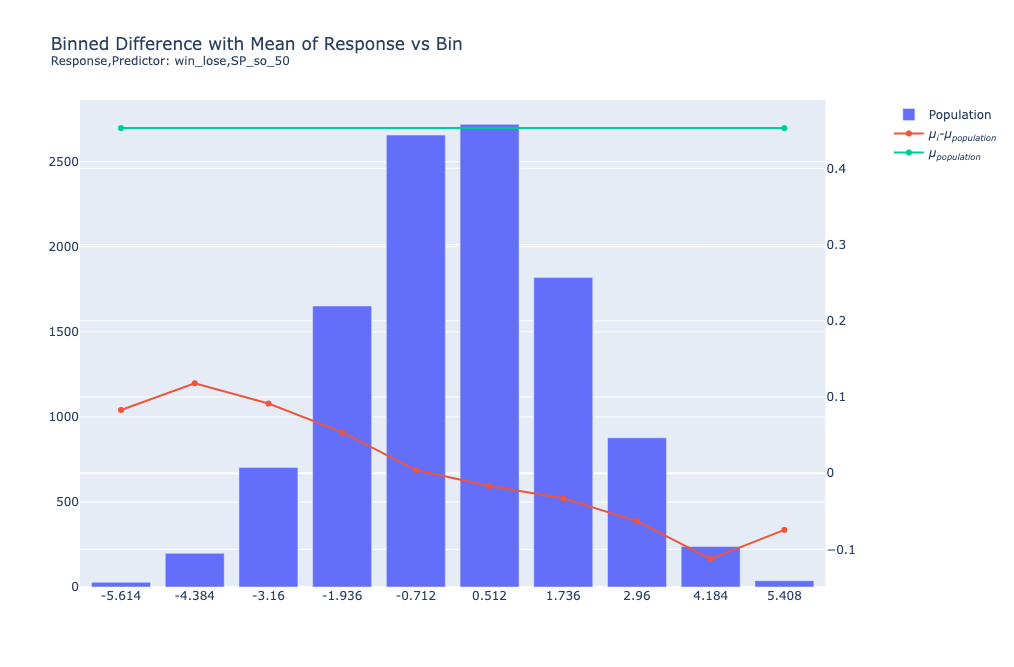 Binned Difference with Mean of Response vs Bin
Response,Predictor: win_lose,SP_so_50
Population
μi-μpopulation
μpopulation
2500
2000
1500
1000
500
0
0.4
0.3
0.2
0.1
0
−0.1
-5.614 -4.384 -3.16 -1.936 -0.712 0.512 1.736 2.96 4.184 5.408